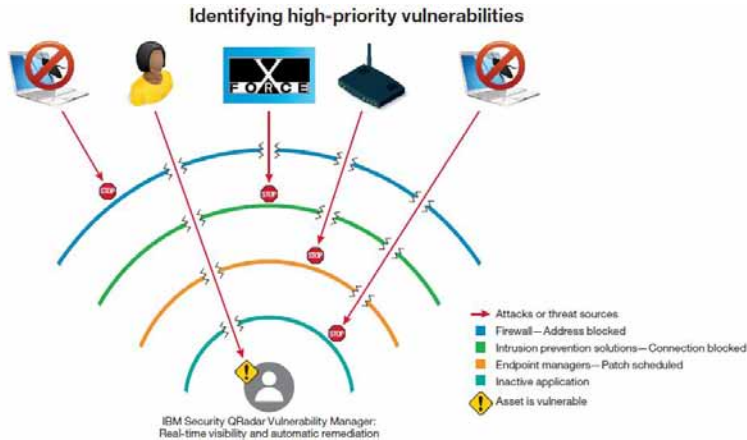 Identifying high-priority vulnerabilities
X
FORCE
STOP
STOP
STOP
STOP
Attacks or threat sources
Firewall—Address blocked
Intrusion prevention solutions—Connection blocked
Endpoint managers—Patch scheduled
Inactive application
Asset is vulnerable
IBM Security QRadar Vulnerability Manager:
Real-time visibility and automatic remediation